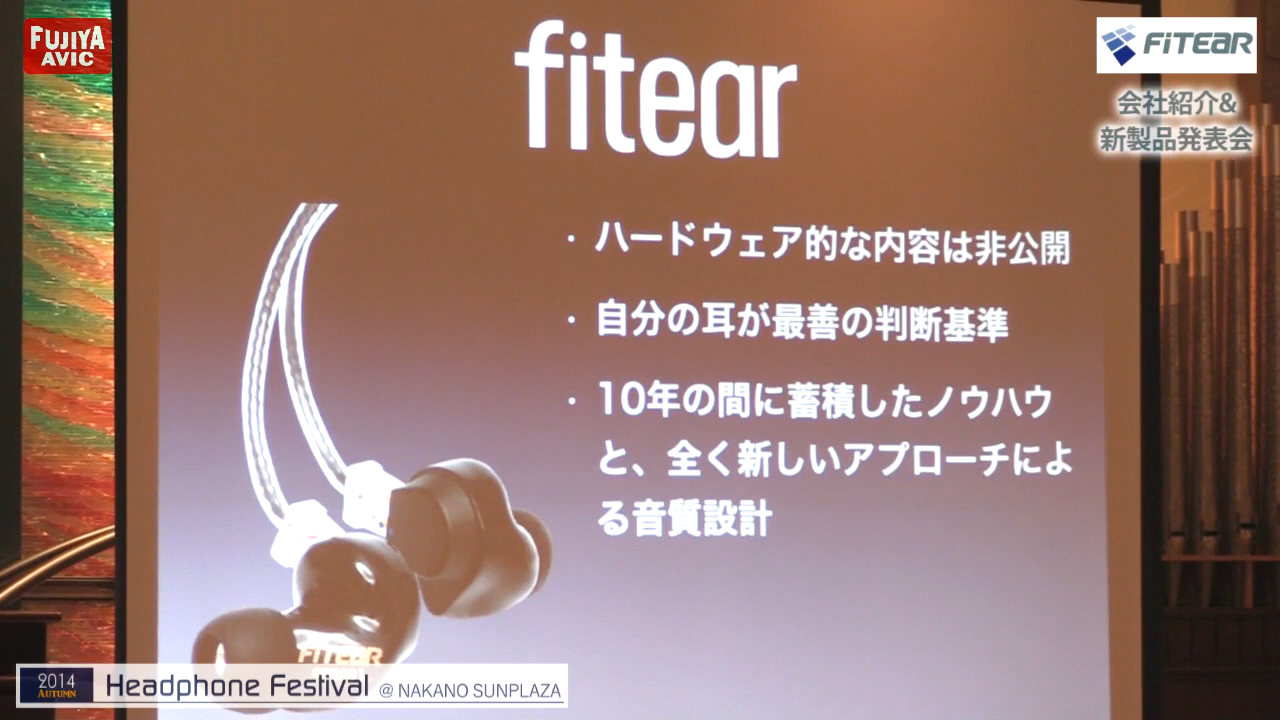 FUJIYA
AVIC
fitear
FiTEAR
会社紹介&
新製品発表会
・ハードウェア的な内容は非公開
・自分の耳が最善の判断基準
・10年の間に蓄積したノウハウ
と、全く新しいアプローチによ
る音質設計
FITEAR
2014
AUTUMN
Headphone Festival @ NAKANO SUNPLAZA